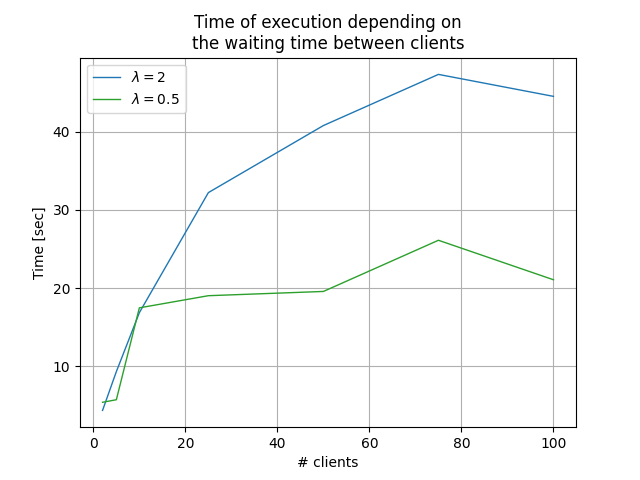 Time of execution depending on
the waiting time between clients
λ = 2
λ = 0.5
Time [sec]
40
30
20
10
0
20
40
60
80
100
# clients